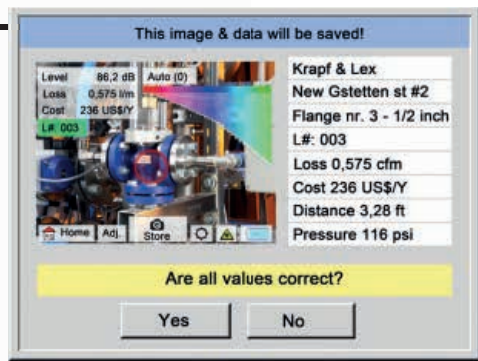 This image & data will be saved!
Level 86,2 dB Auto (0)
Loss 0,575 l/m
Cost 236 US$/Y
L#: 003
Home Adj. Store
Krapf & Lex
New Gstetten st #2
Flange nr. 3 - 1/2 inch
L#: 003
Loss 0,575 cfm
Cost 236 US$/Y
Distance 3,28 ft
Pressure 116 psi
Are all values correct?
Yes No